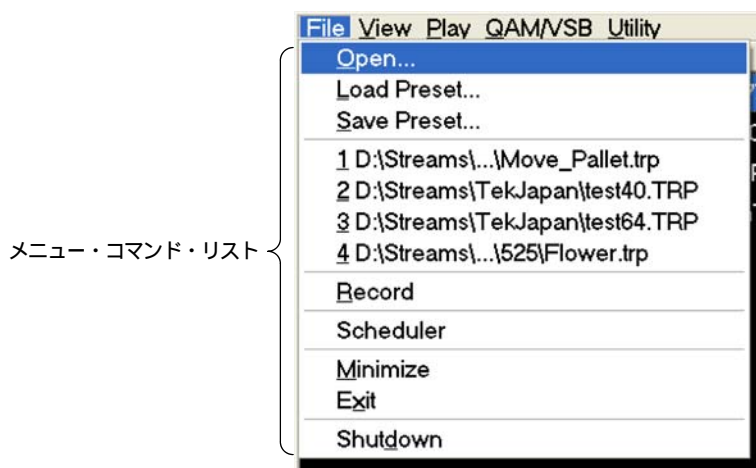 File View Play QAM/VSB Utility
Open...
Load Preset...
Save Preset...
1 D:\Streams\...\Move_Pallet.trp
2 D:\Streams\TekJapan\test40.TRP
3 D:\Streams\TekJapan\test64.TRP
4 D:\Streams\...\525\Flower.trp
メニュー・コマンド・リスト
Record
Scheduler
Minimize
Exit
Shutdown